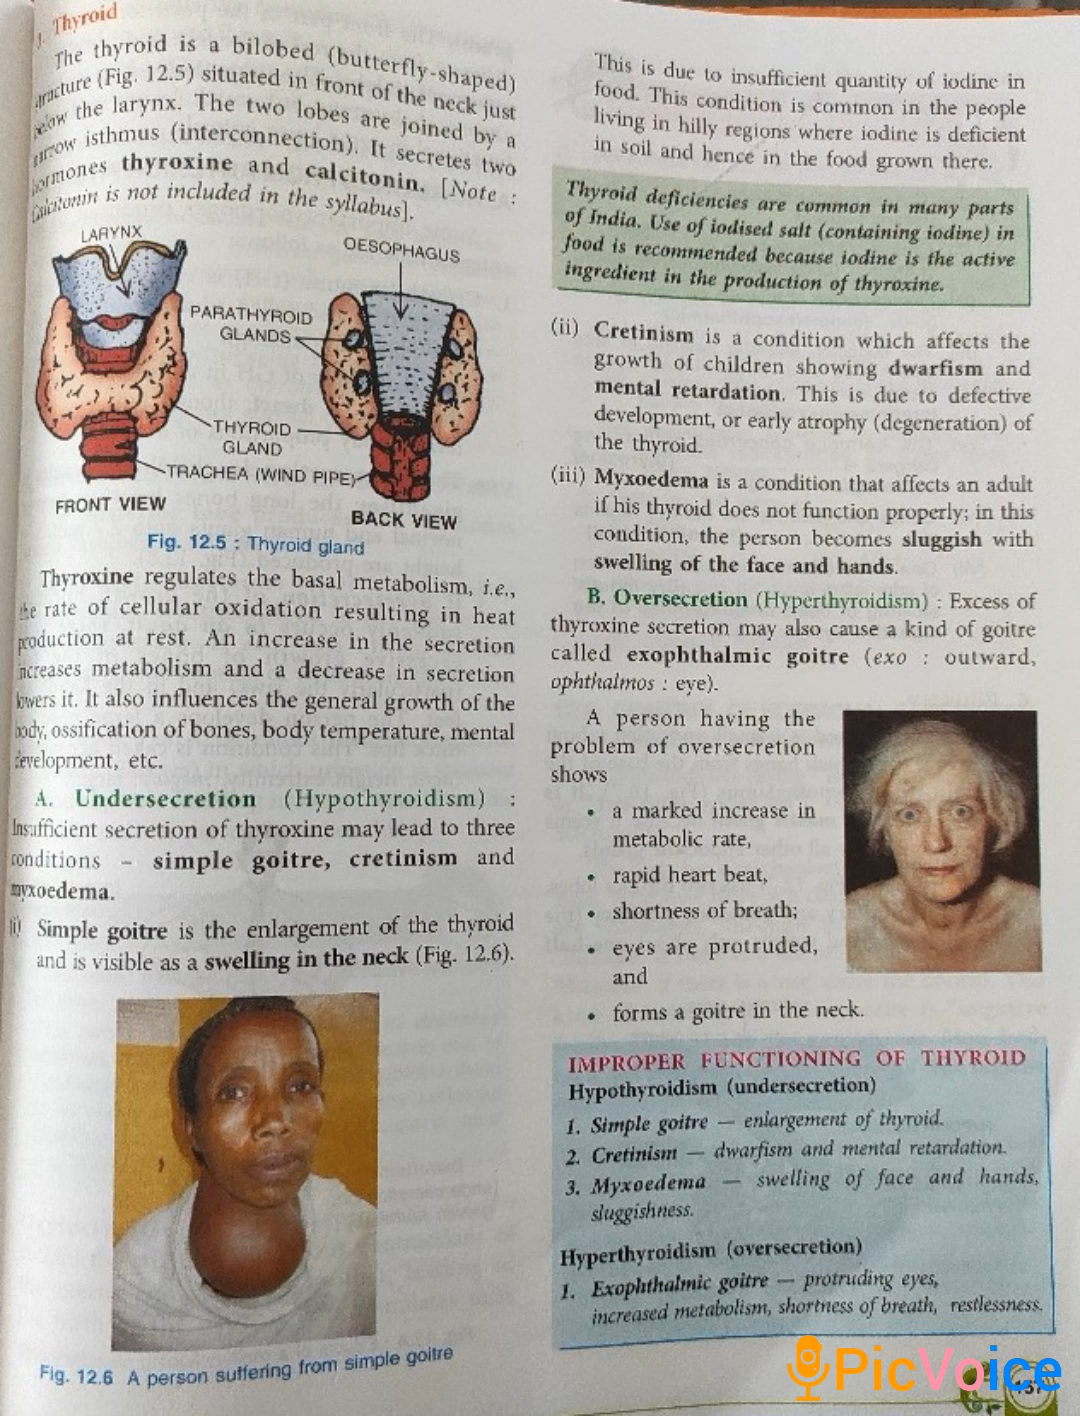 Thyroid
The thyroid is a bilobed (butterfly-shaped)
structure (Fig. 12.5) situated in front of the neck just
below the larynx. The two lobes are joined by a
narrow isthmus (interconnection). It secretes two
hormones thyroxine and calcitonin. [Note :
Calcitonin is not included in the syllabus].
LARYNX
OESOPHAGUS
PARATHYROID
GLANDS
THYROID
GLAND
TRACHEA (WIND PIPE)
FRONT VIEW
BACK VIEW
Fig. 12.5 : Thyroid gland
Thyroxine regulates the basal metabolism, i.e.,
the rate of cellular oxidation resulting in heat
production at rest. An increase in the secretion
increases metabolism and a decrease in secretion
lowers it. It also influences the general growth of the
body, ossification of bones, body temperature, mental
development, etc.
A. Undersecretion (Hypothyroidism) :
Insufficient secretion of thyroxine may lead to three
conditions – simple goitre, cretinism and
myxoedema.
(i) Simple goitre is the enlargement of the thyroid
and is visible as a swelling in the neck (Fig. 12.6).
Fig. 12.6 A person suffering from simple goitre
This is due to insufficient quantity of iodine in
food. This condition is common in the people
living in hilly regions where iodine is deficient
in soil and hence in the food grown there.
Thyroid deficiencies are common in many parts
of India. Use of iodised salt (containing iodine) in
food is recommended because iodine is the active
ingredient in the production of thyroxine.
(ii) Cretinism is a condition which affects the
growth of children showing dwarfism and
mental retardation. This is due to defective
development, or early atrophy (degeneration) of
the thyroid.
(iii) Myxoedema is a condition that affects an adult
if his thyroid does not function properly; in this
condition, the person becomes sluggish with
swelling of the face and hands.
B. Oversecretion (Hyperthyroidism) : Excess of
thyroxine secretion may also cause a kind of goitre
called exophthalmic goitre (exo : outward,
ophthalmos : eye).
A person having the
problem of oversecretion
shows
• a marked increase in
metabolic rate,
• rapid heart beat,
• shortness of breath;
• eyes are protruded,
and
• forms a goitre in the neck.
IMPROPER FUNCTIONING OF THYROID
Hypothyroidism (undersecretion)
1. Simple goitre — enlargement of thyroid.
2. Cretinism — dwarfism and mental retardation.
3. Myxoedema — swelling of face and hands,
sluggishness.
Hyperthyroidism (oversecretion)
1. Exophthalmic goitre — protruding eyes,
increased metabolism, shortness of breath, restlessness.
PicVoice